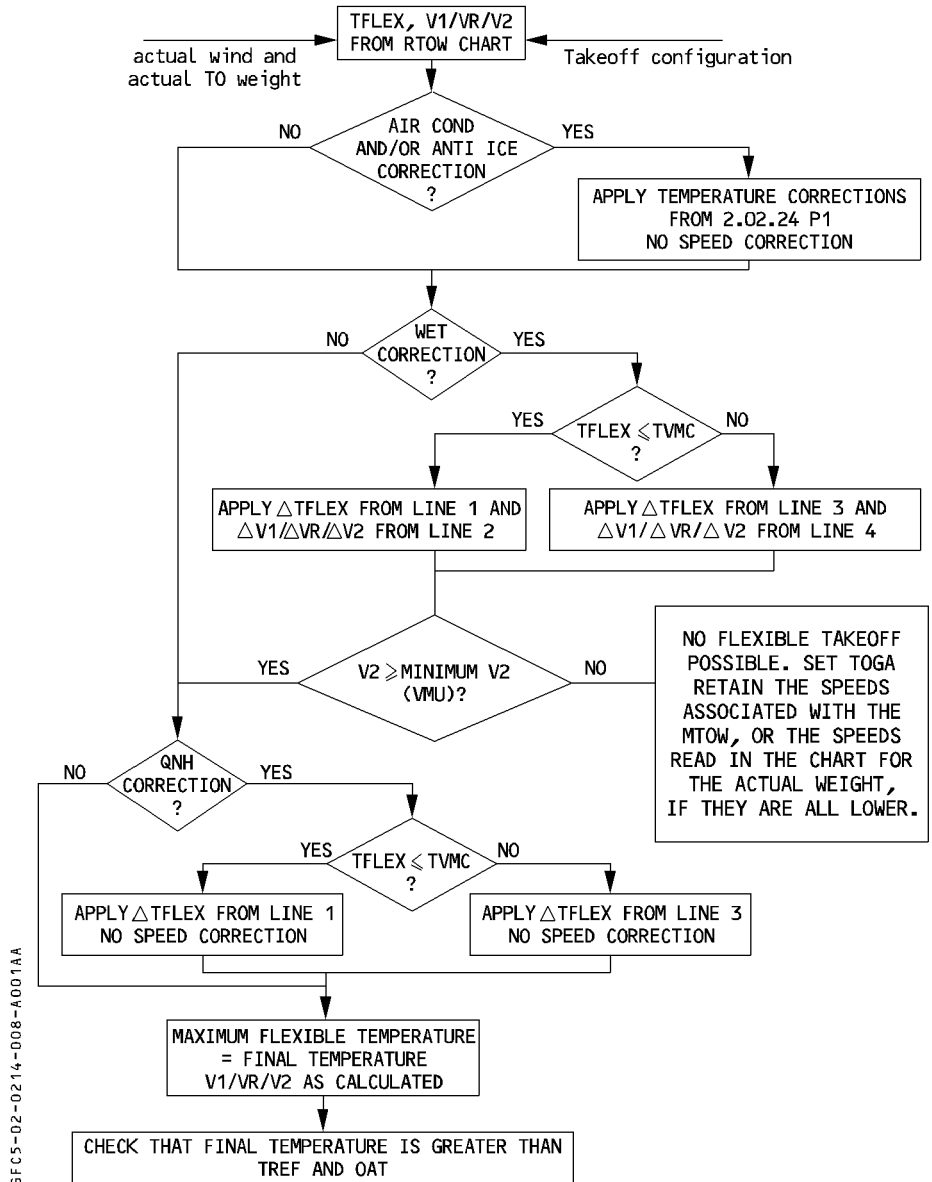 TFLEX, V1/VR/V2
FROM RTOW CHART
actual wind and
actual TO weight
Takeoff configuration
AIR COND
AND/OR ANTI ICE
CORRECTION
?
NO
YES
APPLY TEMPERATURE CORRECTIONS
FROM 2.02.24 P1
NO SPEED CORRECTION
WET
CORRECTION
?
NO
YES
TFLEX ⩽ TVMC
?
YES
NO
APPLY △TFLEX FROM LINE 1 AND
△V1/△VR/△V2 FROM LINE 2
APPLY △TFLEX FROM LINE 3 AND
△V1/△VR/△V2 FROM LINE 4
V2 ⩾ MINIMUM V2
(VMU)?
YES
NO
NO FLEXIBLE TAKEOFF
POSSIBLE. SET TOGA
RETAIN THE SPEEDS
ASSOCIATED WITH THE
MTOW, OR THE SPEEDS
READ IN THE CHART FOR
THE ACTUAL WEIGHT,
IF THEY ARE ALL LOWER.
QNH
CORRECTION
?
NO
YES
TFLEX ⩽ TVMC
?
YES
NO
APPLY △TFLEX FROM LINE 1
NO SPEED CORRECTION
APPLY △TFLEX FROM LINE 3
NO SPEED CORRECTION
MAXIMUM FLEXIBLE TEMPERATURE
= FINAL TEMPERATURE
V1/VR/V2 AS CALCULATED
CHECK THAT FINAL TEMPERATURE IS GREATER THAN
TREF AND OAT
GFC5-02-0214-008-A001AA